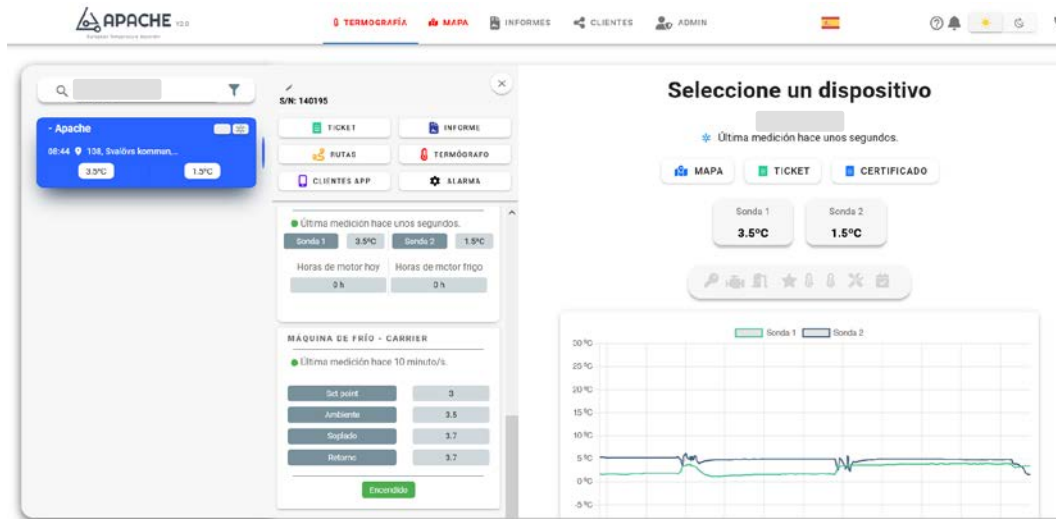 APACHE V2.0
European Temperature Recorder
TERMOGRAFÍA
MAPA
INFORMES
CLIENTES
ADMIN
- Apache
08:44 108, Svalövs kommun,...
3.5ºC 1.5ºC
S/N: 140195
TICKET INFORME
RUTAS TERMÓGRAFO
CLIENTES APP ALARMA
Última medición hace unos segundos.
Sonda 1 3.5ºC Sonda 2 1.5ºC
Horas de motor hoy Horas de motor frigo
0 h 0 h
MÁQUINA DE FRÍO - CARRIER
Última medición hace 10 minuto/s.
Set point 3
Ambiente 3.5
Soplado 3.7
Retorno 3.7
Encendido
Seleccione un dispositivo
Última medición hace unos segundos.
MAPA TICKET CERTIFICADO
Sonda 1 Sonda 2
3.5ºC 1.5ºC
Sonda 1 Sonda 2
30 ºC
25 ºC
20 ºC
15 ºC
10 ºC
5 ºC
0 ºC
-5 ºC